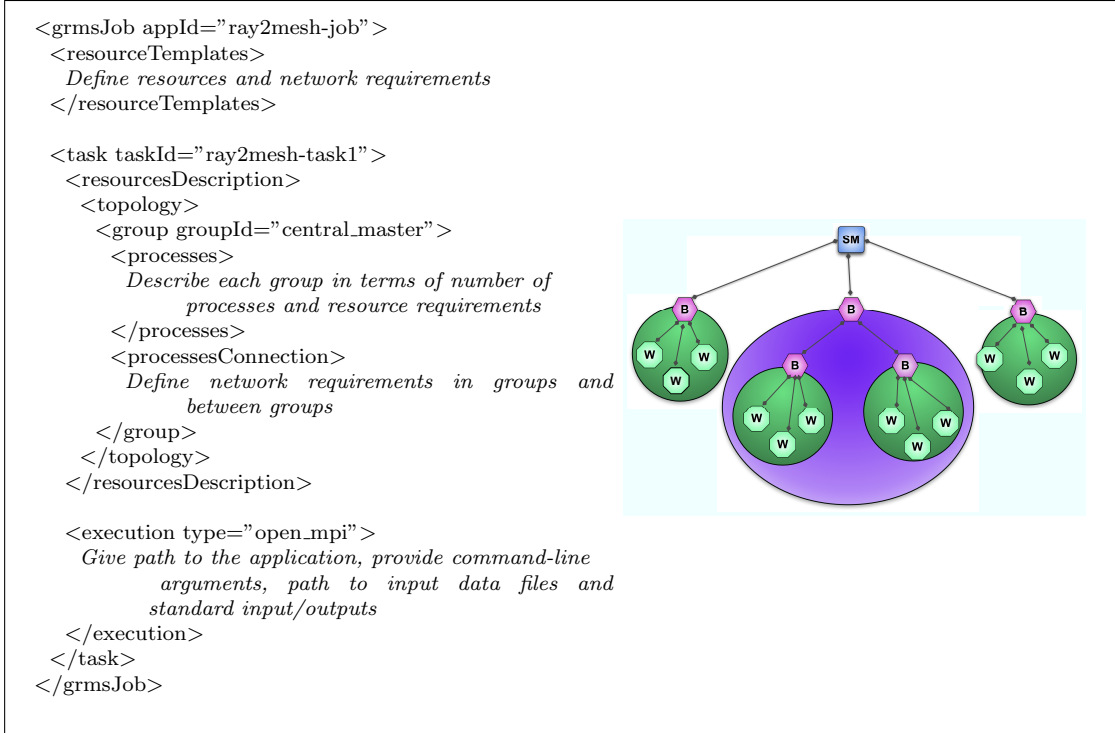 <grmsJob appId=”ray2mesh-job”>
<resourceTemplates>
Define resources and network requirements
</resourceTemplates>
<task taskId=”ray2mesh-task1”>
<resourcesDescription>
<topology>
<group groupId=”central_master”>
<processes>
Describe each group in terms of number of
processes and resource requirements
</processes>
<processesConnection>
Define network requirements in groups and
between groups
</group>
</topology>
</resourcesDescription>
<execution type=”open_mpi”>
Give path to the application, provide command-line
arguments, path to input data files and
standard input/outputs
</execution>
</task>
</grmsJob>
SM
B
B
B
W
W
W
B
B
W
W
W
W
W
W
W
W
W